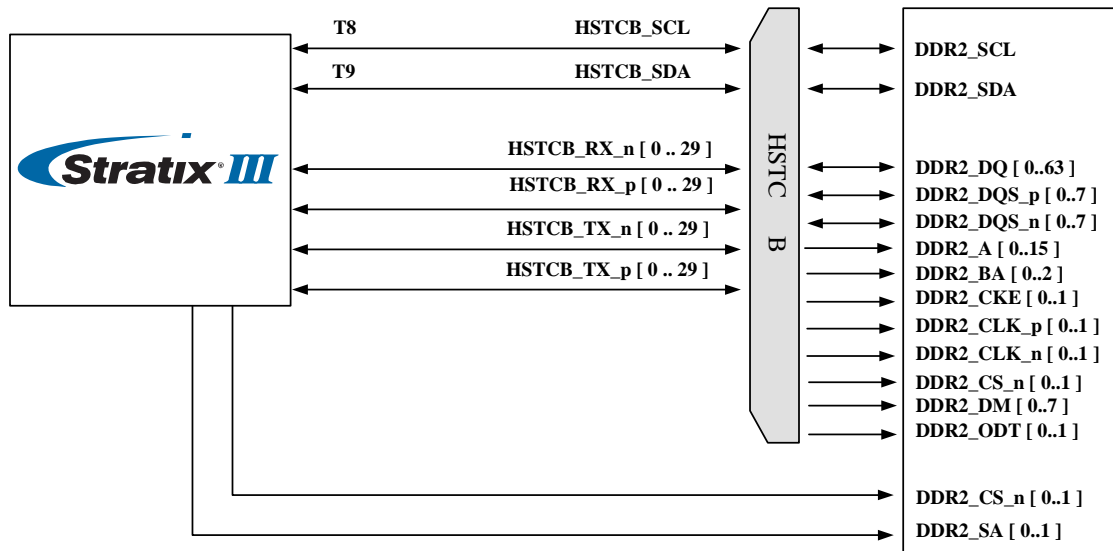 T8 HSTCB_SCL
T9 HSTCB_SDA
Stratix® III
HSTCB_RX_n [ 0 .. 29 ]
HSTCB_RX_p [ 0 .. 29 ]
HSTCB_TX_n [ 0 .. 29 ]
HSTCB_TX_p [ 0 .. 29 ]
HSTC B
DDR2_SCL
DDR2_SDA
DDR2_DQ [ 0..63 ]
DDR2_DQS_p [ 0..7 ]
DDR2_DQS_n [ 0..7 ]
DDR2_A [ 0..15 ]
DDR2_BA [ 0..2 ]
DDR2_CKE [ 0..1 ]
DDR2_CLK_p [ 0..1 ]
DDR2_CLK_n [ 0..1 ]
DDR2_CS_n [ 0..1 ]
DDR2_DM [ 0..7 ]
DDR2_ODT [ 0..1 ]
DDR2_CS_n [ 0..1 ]
DDR2_SA [ 0..1 ]